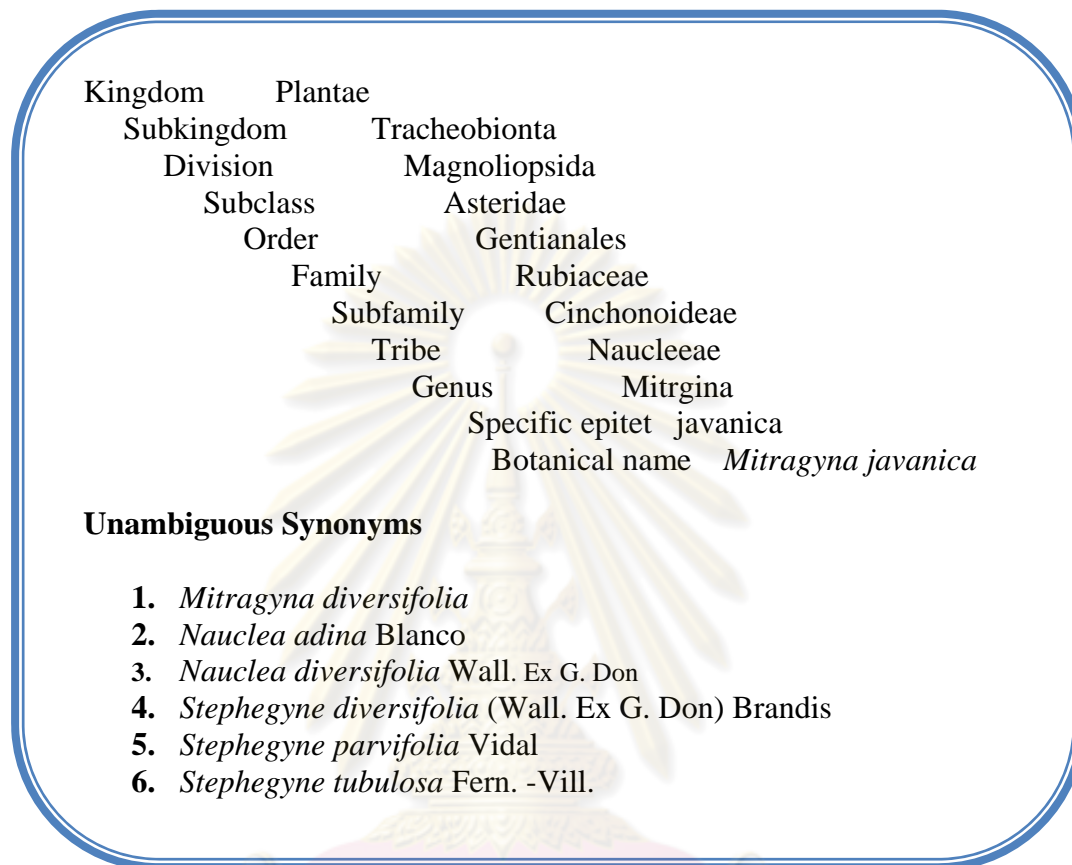 Kingdom Plantae
Subkingdom Tracheobionta
Division Magnoliopsida
Subclass Asteridae
Order Gentianales
Family Rubiaceae
Subfamily Cinchonoideae
Tribe Naucleeae
Genus Mitrgina
Specific epitet javanica
Botanical name Mitragyna javanica
Unambiguous Synonyms
1. Mitragyna diversifolia
2. Nauclea adina Blanco
3. Nauclea diversifolia Wall. Ex G. Don
4. Stephegyne diversifolia (Wall. Ex G. Don) Brandis
5. Stephegyne parvifolia Vidal
6. Stephegyne tubulosa Fern. -Vill.